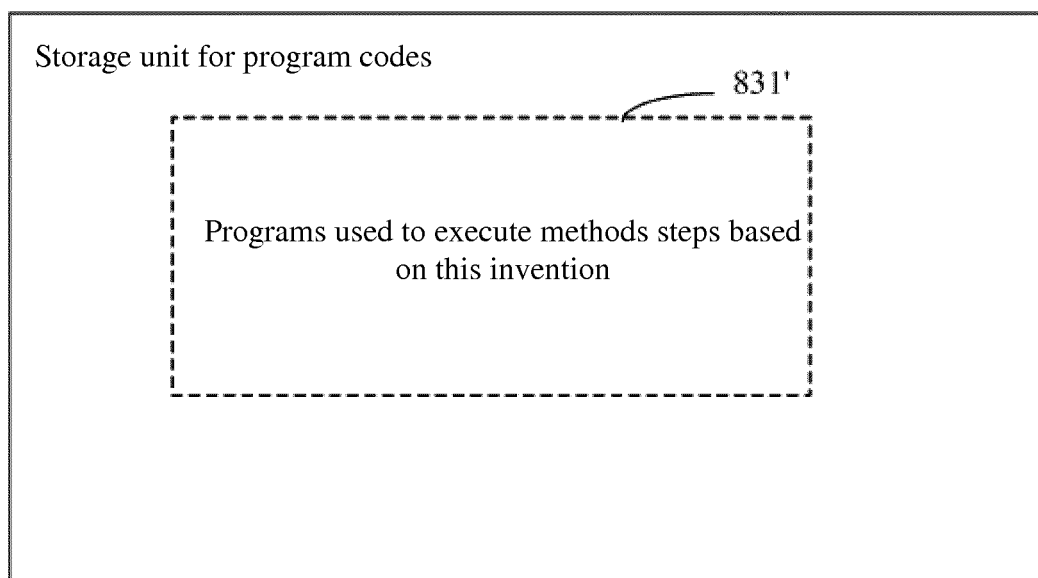 Storage unit for program codes
831'
Programs used to execute methods steps based
on this invention